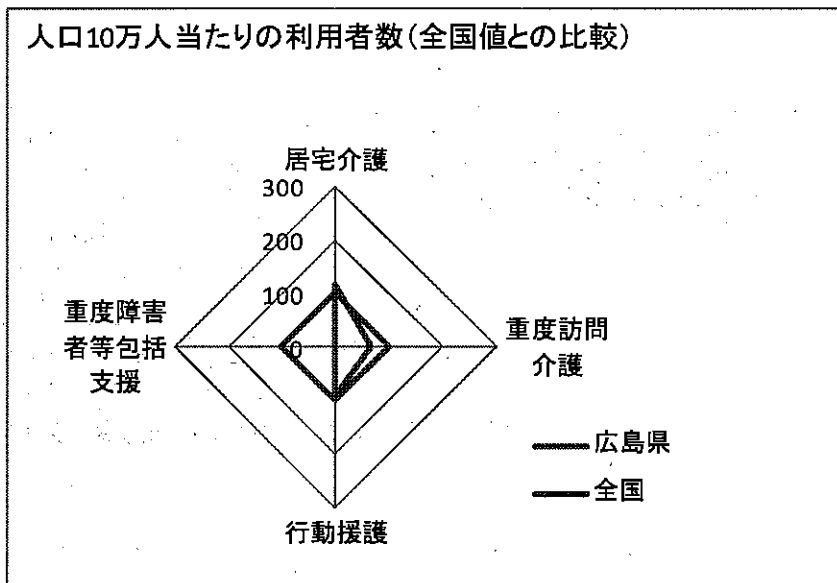 人口10万人当たりの利用者数(全国値との比較)
居宅介護
300
200
100
0
重度障害
者等包括
支援
重度訪問
介護
広島県
全国
行動援護